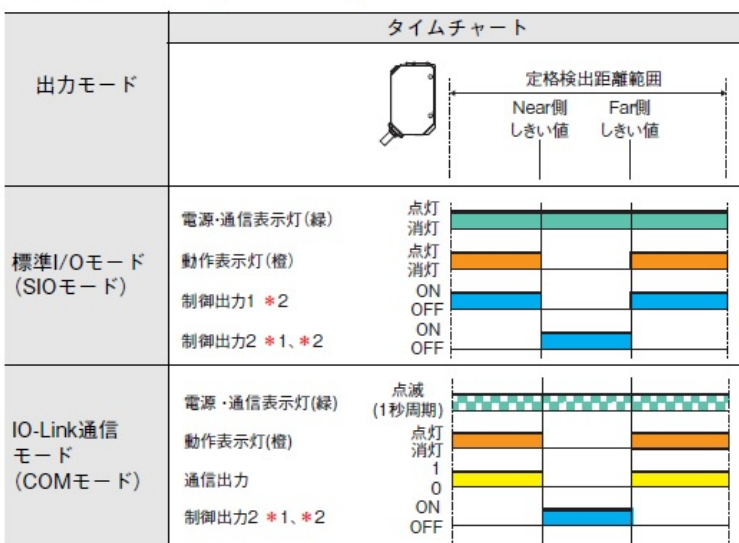 タイムチャート
出力モード
定格検出距離範囲
Near側
しきい値
Far側
しきい値
標準I/Oモード
(SIOモード)
電源・通信表示灯(緑)
点灯
消灯
動作表示灯(橙)
点灯
消灯
制御出力1 *2
ON
OFF
制御出力2 *1、*2
ON
OFF
IO-Link通信
モード
(COMモード)
電源・通信表示灯(緑)
点滅
(1秒周期)
動作表示灯(橙)
点灯
消灯
通信出力
1
0
制御出力2 *1、*2
ON
OFF